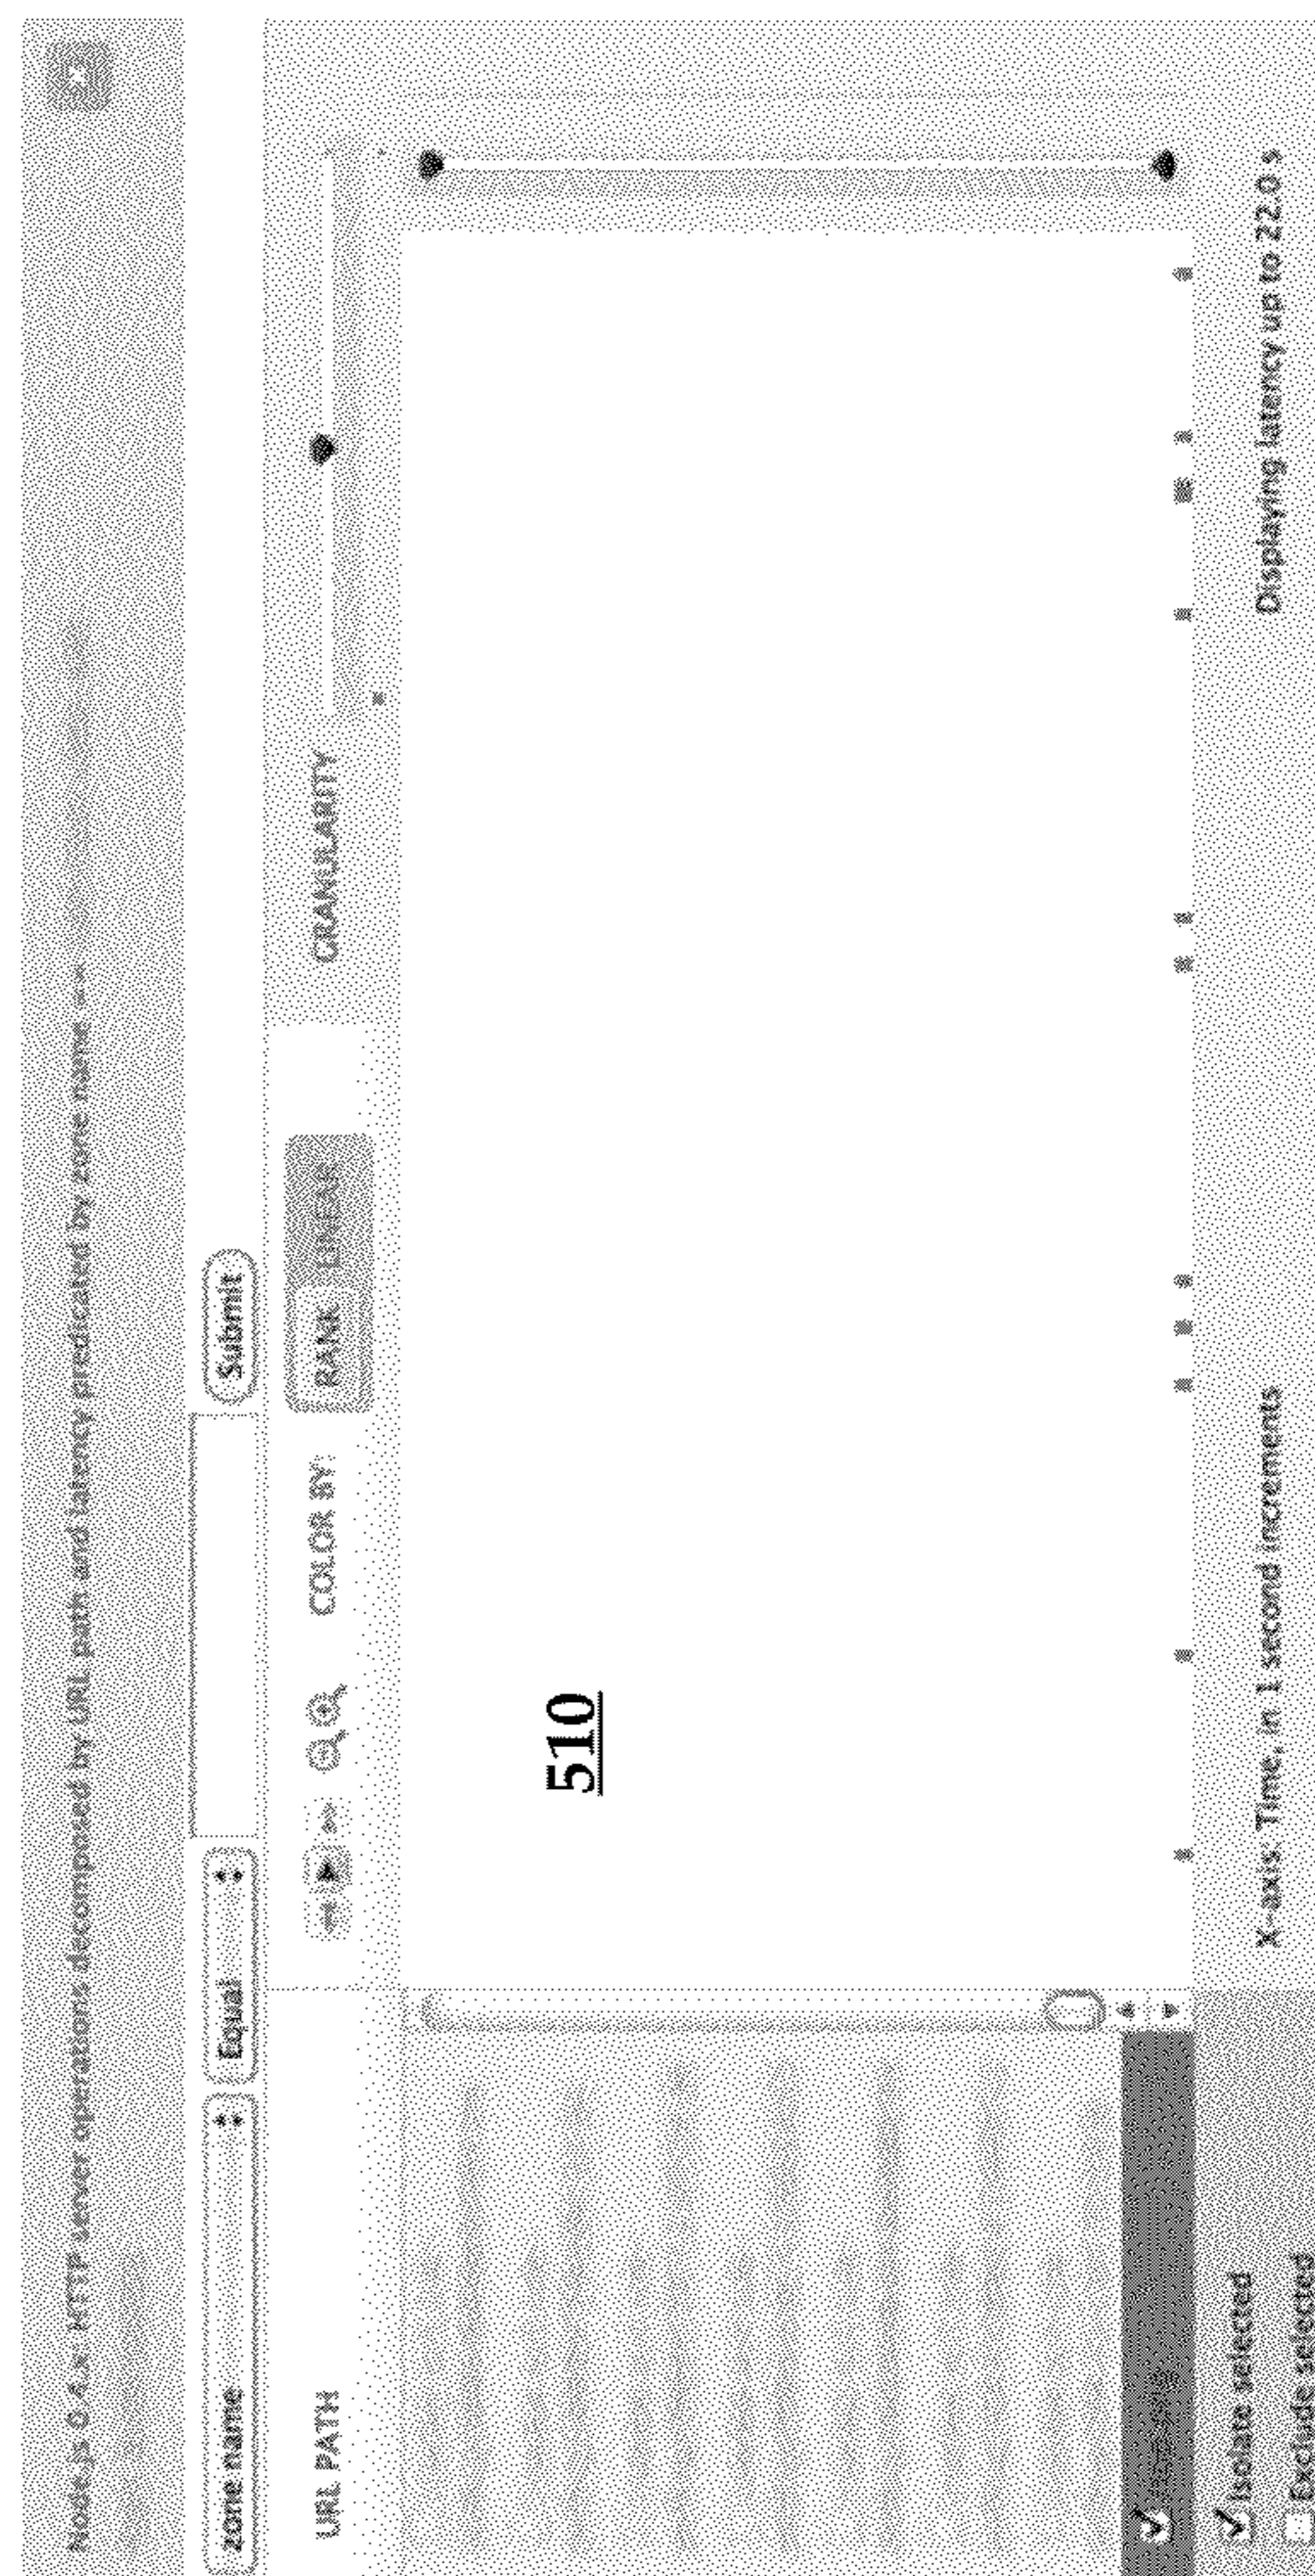 Node.js 0.4.x: HTTP server operations decomposed by URL path and latency predicated by zone name
zone name Equal Submit
URL PATH COLOR BY: RANK LINEAR GRANULARITY
510
Isolate selected
Exclude selected
X-axis: Time, in 1 second increments Displaying latency up to 22.0 s